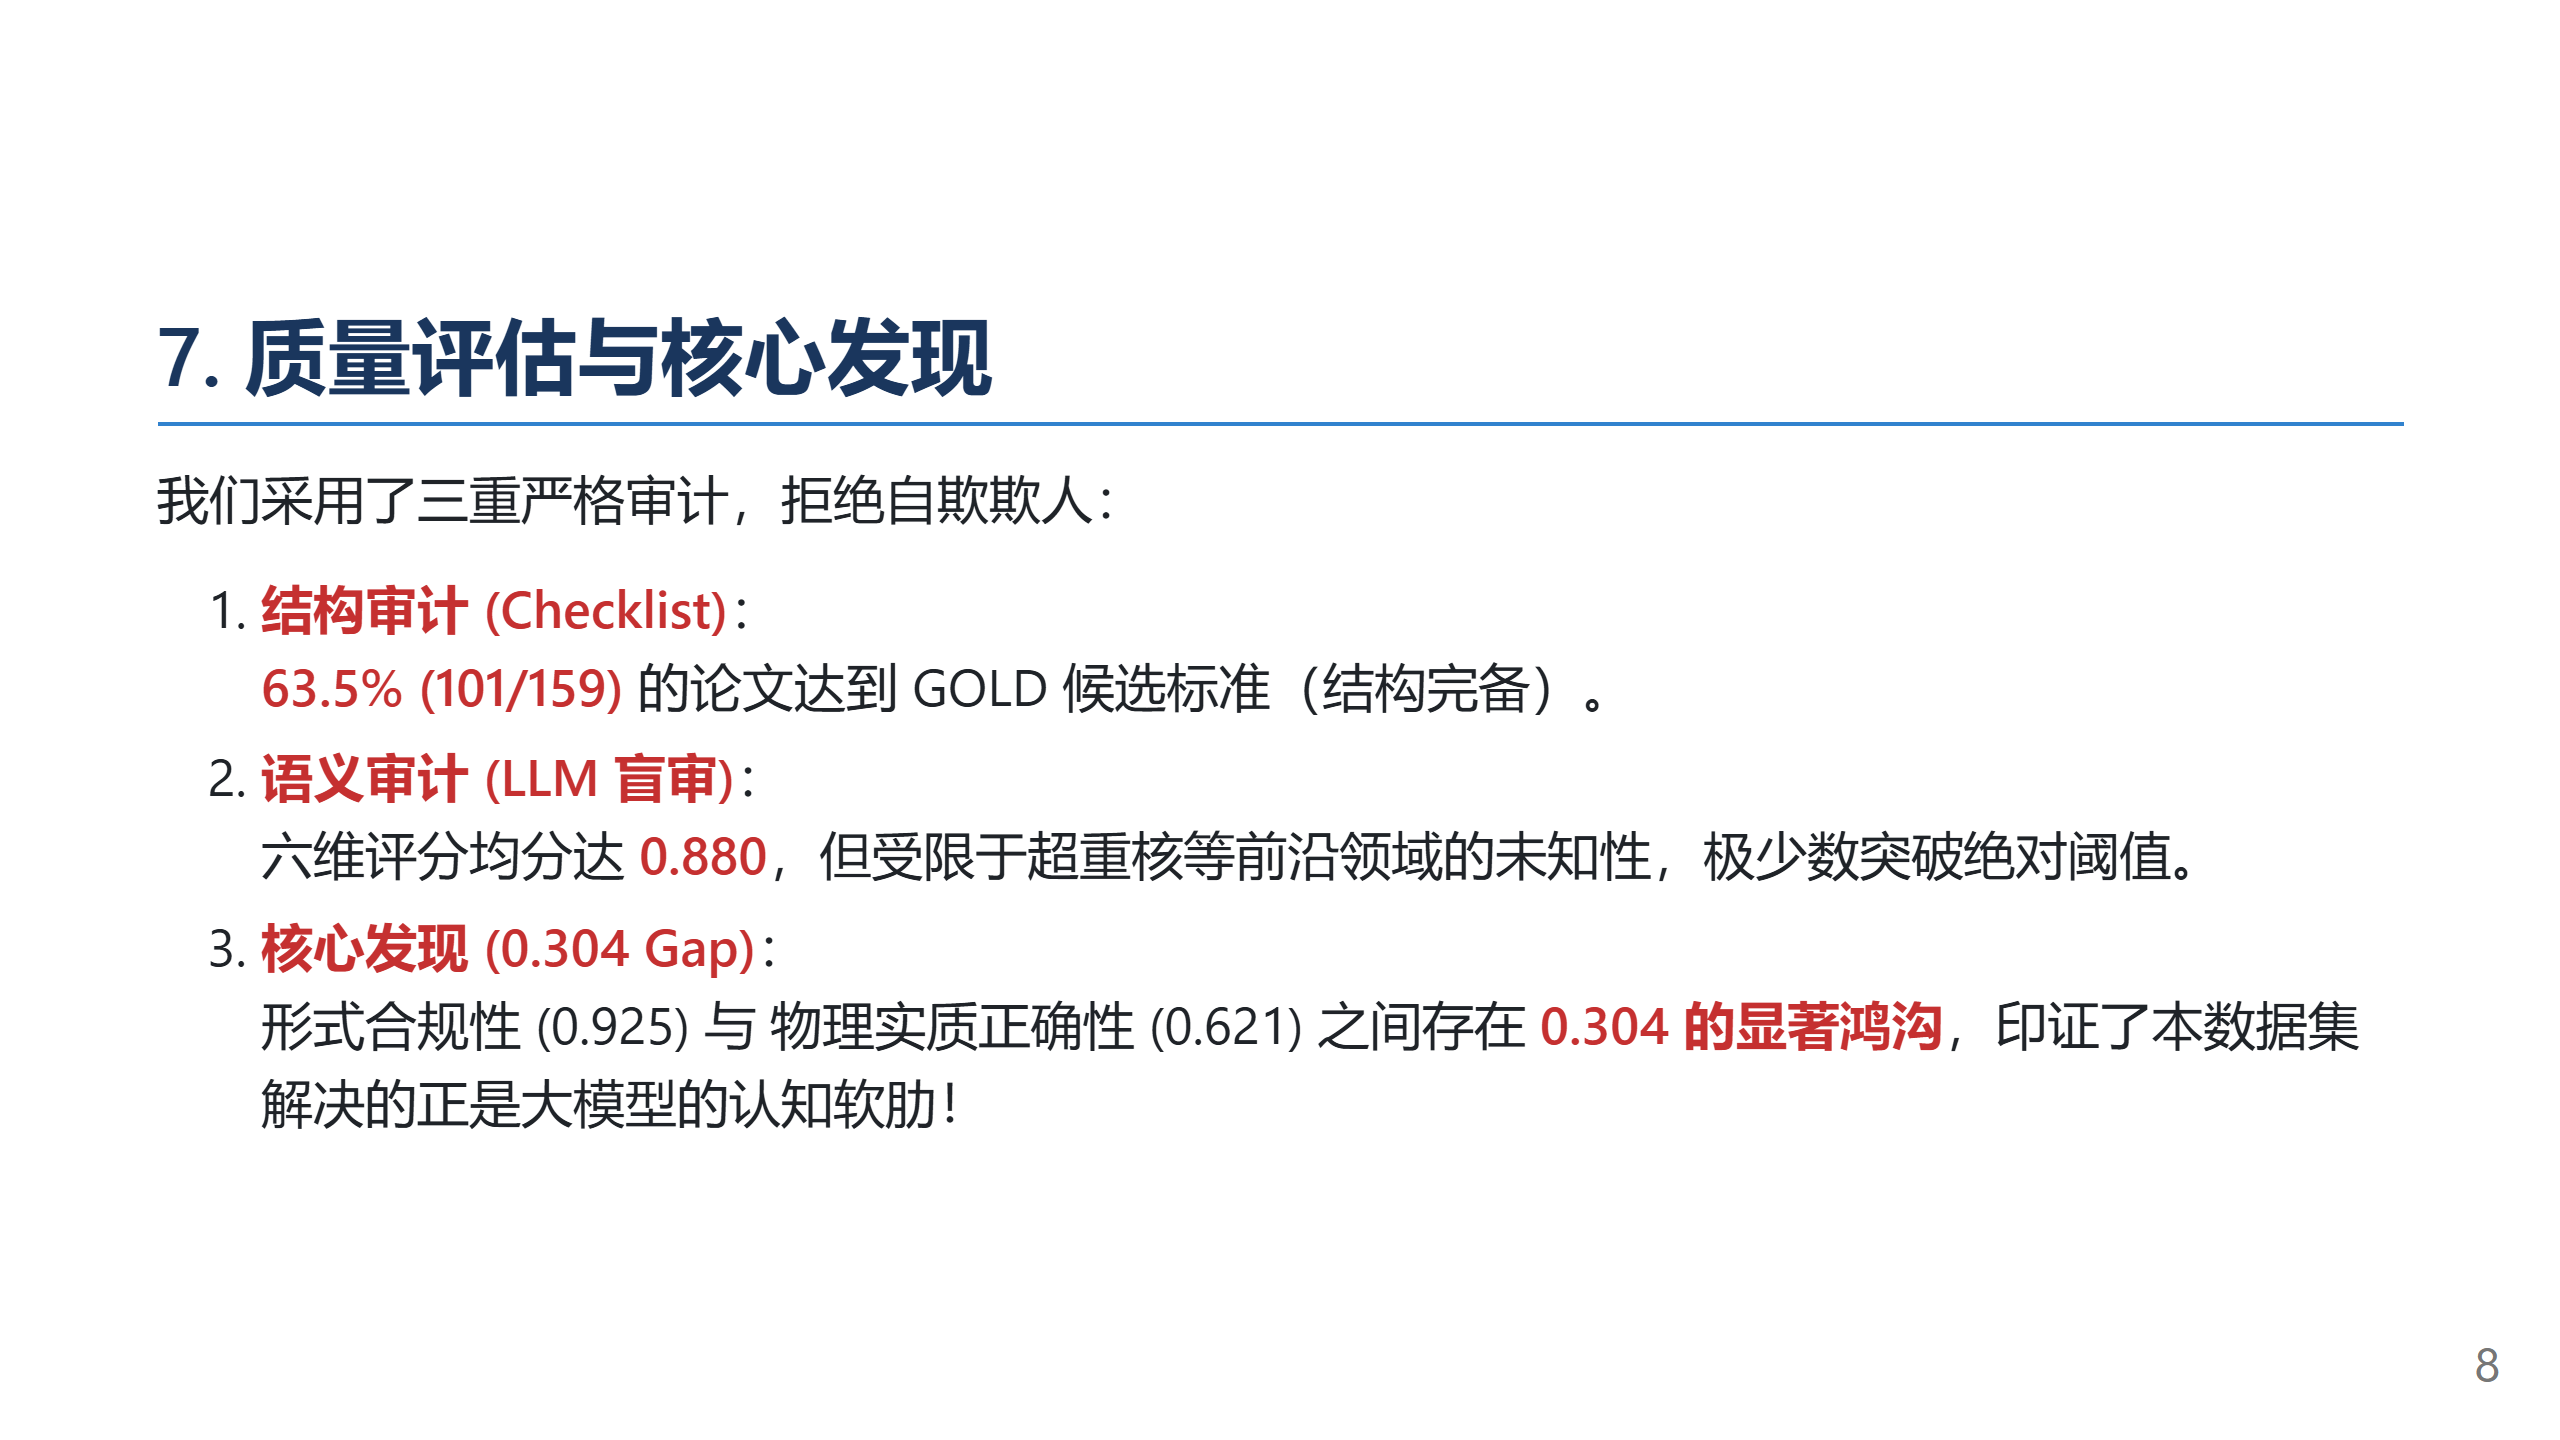 7. 质量评估与核心发现
我们采用了三重严格审计，拒绝自欺欺人：
1. 结构审计 (Checklist)：
63.5% (101/159) 的论文达到 GOLD 候选标准（结构完备）。
2. 语义审计 (LLM 盲审)：
六维评分均分达 0.880，但受限于超重核等前沿领域的未知性，极少数突破绝对阈值。
3. 核心发现 (0.304 Gap)：
形式合规性 (0.925) 与 物理实质正确性 (0.621) 之间存在 0.304 的显著鸿沟，印证了本数据集
解决的正是大模型的认知软肋！
8